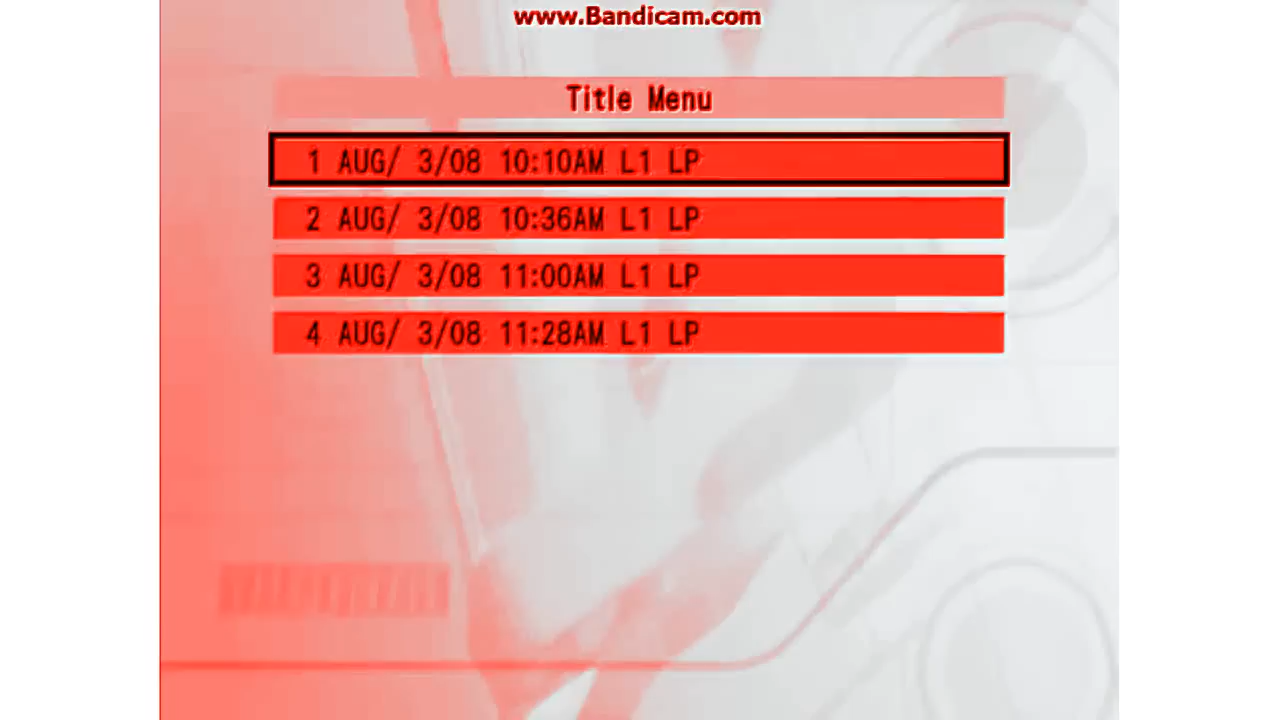 www.Bandicam.com
Title Menu
1 AUG/ 3/08 10:10AM L1 LP
2 AUG/ 3/08 10:36AM L1 LP
3 AUG/ 3/08 11:00AM L1 LP
4 AUG/ 3/08 11:28AM L1 LP